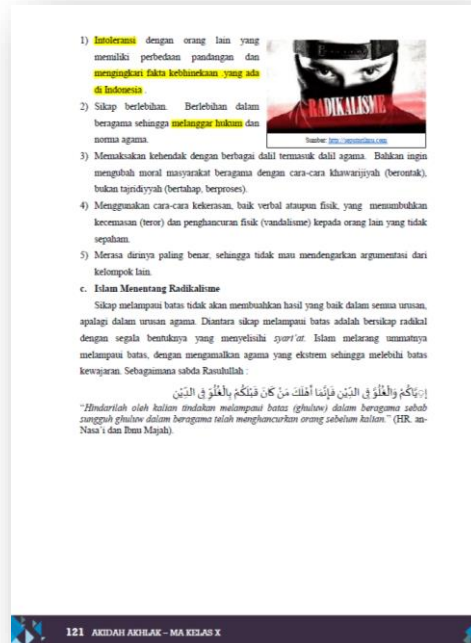 1) Intoleransi dengan orang lain yang
memiliki perbedaan pandangan dan
mengingkari fakta kebhinekaan .yang ada
di Indonesia .
2) Sikap berlebihan. Berlebihan dalam
beragama sehingga melanggar hukum dan
norma agama.
RADIKALISME
Sumber:
3) Memaksakan kehendak dengan berbagai dalil termasuk dalil agama. Bahkan ingin
mengubah moral masyarakat beragama dengan cara-cara khawarijiyah (berontak),
bukan tajridiyyah (bertahap, berproses).
4) Menggunakan cara-cara kekerasan, baik verbal ataupun fisik, yang menumbuhkan
kecemasan (teror) dan penghancuran fisik (vandalisme) kepada orang lain yang tidak
sepaham.
5) Merasa dirinya paling benar, sehingga tidak mau mendengarkan argumentasi dari
kelompok lain.
c. Islam Menentang Radikalisme
Sikap melampaui batas tidak akan membuahkan hasil yang baik dalam semua urusan,
apalagi dalam urusan agama. Diantara sikap melampaui batas adalah bersikap radikal
dengan segala bentuknya yang menyelisihi syari'at. Islam melarang ummatnya
melampaui batas, dengan mengamalkan agama yang ekstrem sehingga melebihi batas
kewajaran. Sebagaimana sabda Rasulullah :
إِيَّاكُمْ وَالْغُلُوَّ فِي الدِّيْنِ فَإِنَّمَا أَهْلَكَ مَنْ كَانَ قَبْلَكُمْ بِالْغُلُوِّ فِي الدِّيْنِ
"Hindarilah oleh kalian tindakan melampaui batas (ghuluw) dalam beragama sebab
sungguh ghuluw dalam beragama telah menghancurkan orang sebelum kalian." (HR. an-
Nasa'i dan Ibnu Majah).
121 AKIDAH AKHLAK – MA KELAS X